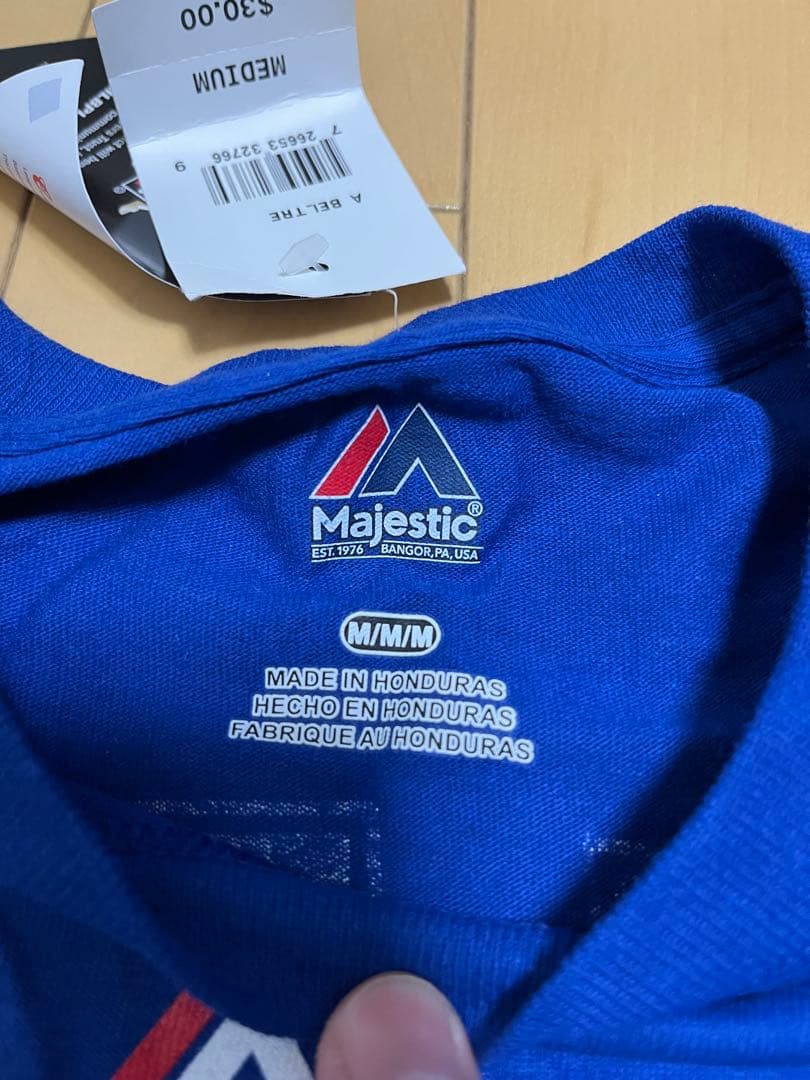 $30.00
MEDIUM
7 26653 32766 9
A BELTRE
Majestic®
EST. 1976 BANGOR, PA, USA
M/M/M
MADE IN HONDURAS
HECHO EN HONDURAS
FABRIQUE AU HONDURAS